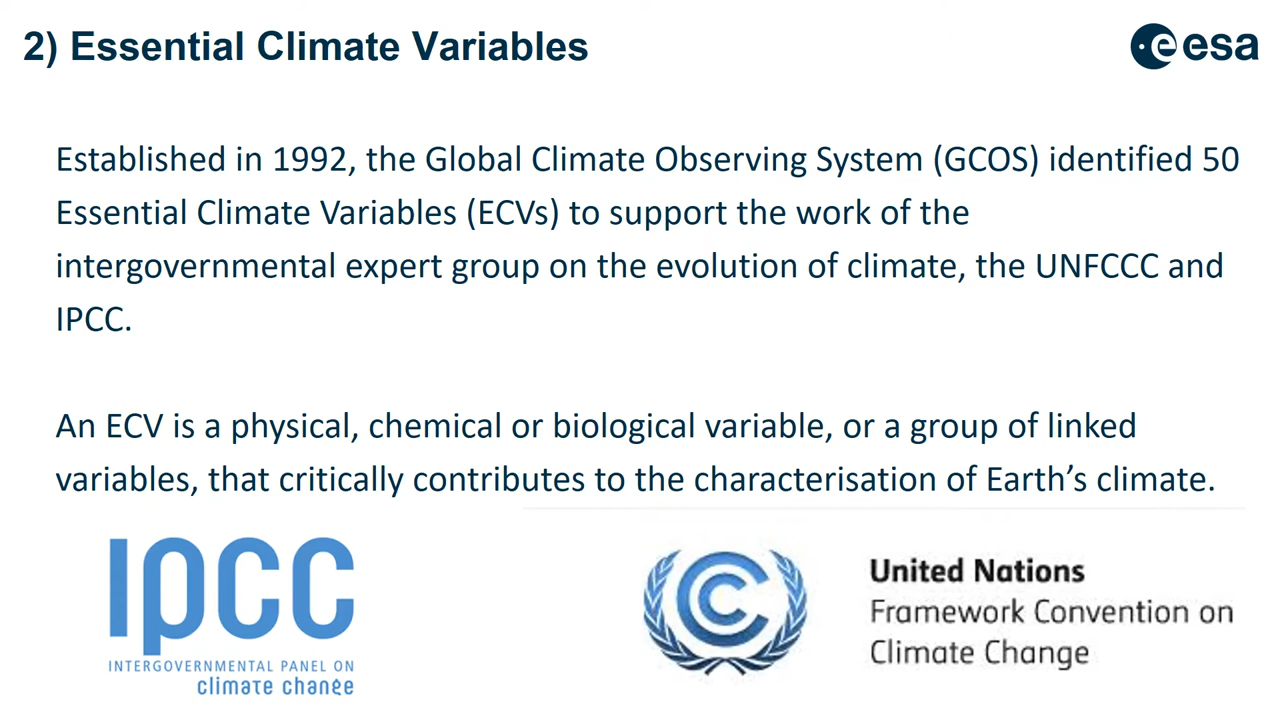 2) Essential Climate Variables
esa
Established in 1992, the Global Climate Observing System (GCOS) identified 50
Essential Climate Variables (ECVs) to support the work of the
intergovernmental expert group on the evolution of climate, the UNFCCC and
IPCC.
An ECV is a physical, chemical or biological variable, or a group of linked
variables, that critically contributes to the characterisation of Earth’s climate.
ipcc
INTERGOVERNMENTAL PANEL ON
climate change
United Nations
Framework Convention on
Climate Change